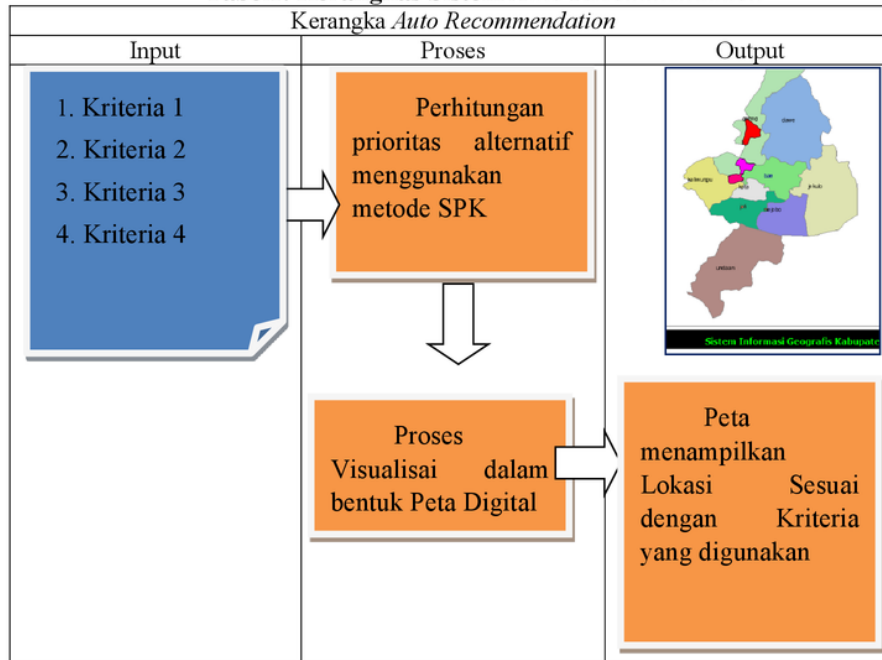 Kerangka Auto Recommendation
Input
Proses
Output
1. Kriteria 1
2. Kriteria 2
3. Kriteria 3
4. Kriteria 4
Perhitungan
prioritas alternatif
menggunakan
metode SPK
Proses
Visualisai dalam
bentuk Peta Digital
undaan
Sistem Informasi Geografis Kabupate
Peta
menampilkan
Lokasi Sesuai
dengan Kriteria
yang digunakan